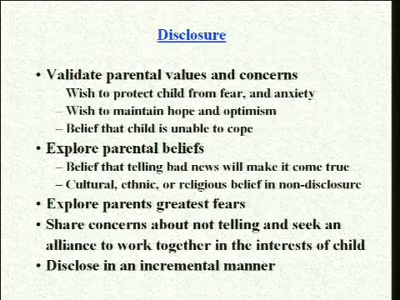 Disclosure
• Validate parental values and concerns
Wish to protect child from fear, and anxiety
– Wish to maintain hope and optimism
– Belief that child is unable to cope
• Explore parental beliefs
– Belief that telling bad news will make it come true
– Cultural, ethnic, or religious belief in non-disclosure
• Explore parents greatest fears
• Share concerns about not telling and seek an
alliance to work together in the interests of child
• Disclose in an incremental manner